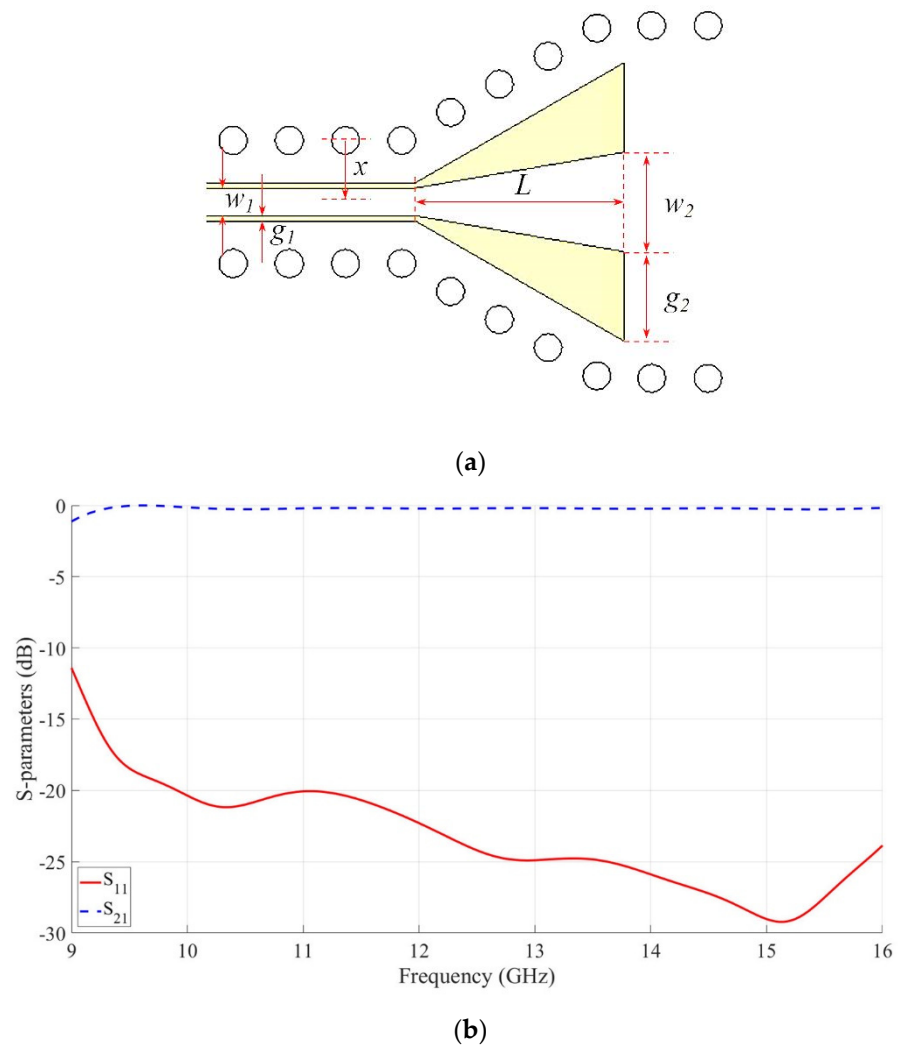 x
w1
g1
L
w2
g2
(a)
0
-5
-10
-15
-20
-25
-30
S-parameters (dB)
S11
S21
9 10 11 12 13 14 15 16
Frequency (GHz)
(b)